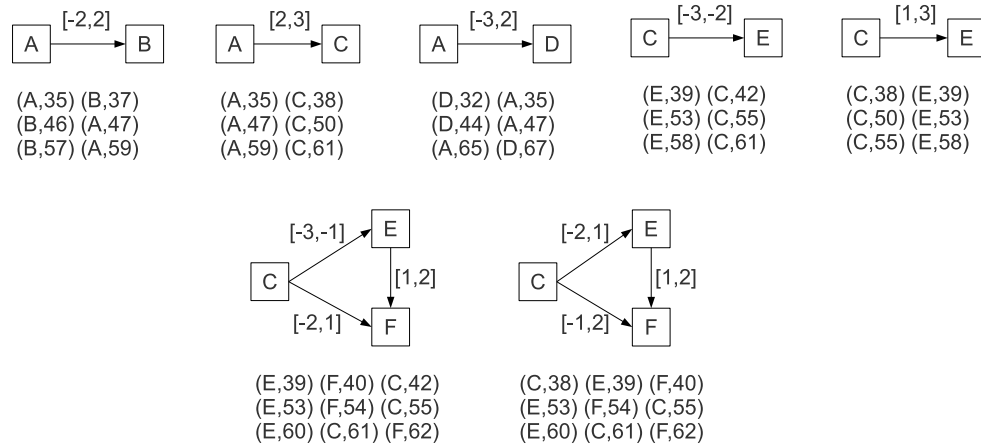 [-2,2]
A B
(A,35) (B,37)
(B,46) (A,47)
(B,57) (A,59)
[2,3]
A C
(A,35) (C,38)
(A,47) (C,50)
(A,59) (C,61)
[-3,2]
A D
(D,32) (A,35)
(D,44) (A,47)
(A,65) (D,67)
[-3,-2]
C E
(E,39) (C,42)
(E,53) (C,55)
(E,58) (C,61)
[1,3]
C E
(C,38) (E,39)
(C,50) (E,53)
(C,55) (E,58)
E
[-3,-1]
C [1,2]
[-2,1]
F
(E,39) (F,40) (C,42)
(E,53) (F,54) (C,55)
(E,60) (C,61) (F,62)
E
[-2,1]
C [1,2]
[-1,2]
F
(C,38) (E,39) (F,40)
(E,53) (F,54) (C,55)
(E,60) (C,61) (F,62)